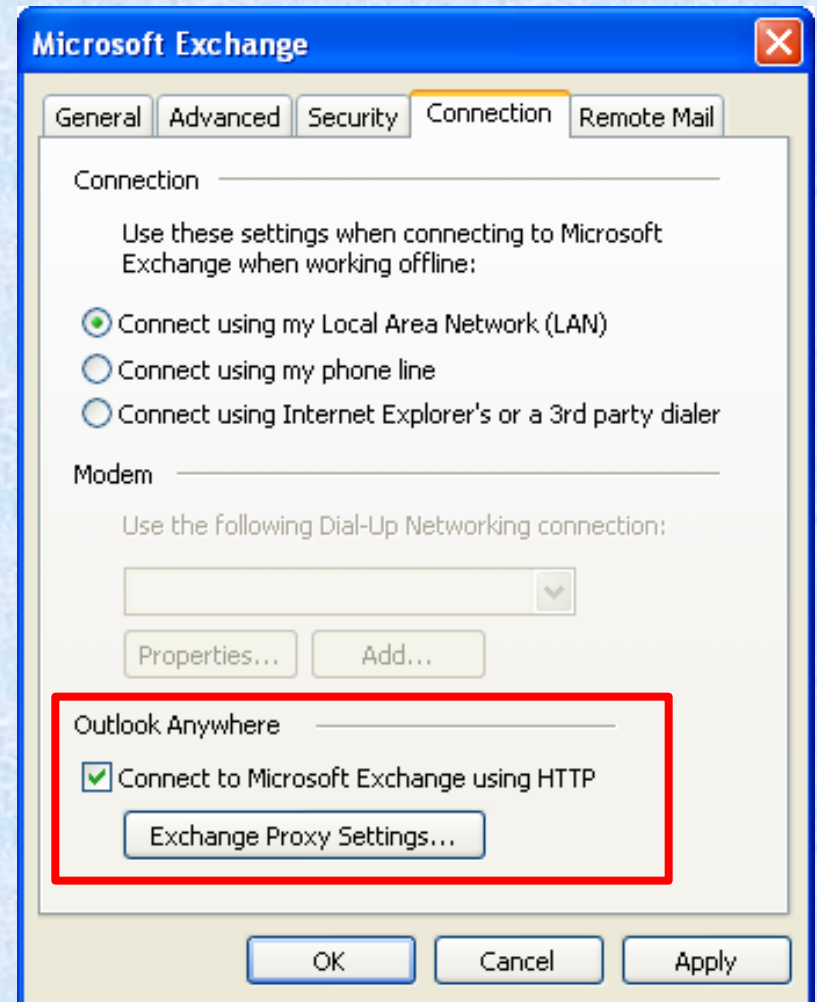 Microsoft Exchange
General Advanced Security Connection Remote Mail
Connection
Use these settings when connecting to Microsoft
Exchange when working offline:
Connect using my Local Area Network (LAN)
Connect using my phone line
Connect using Internet Explorer's or a 3rd party dialer
Modem
Use the following Dial-Up Networking connection:
Properties... Add...
Outlook Anywhere
Connect to Microsoft Exchange using HTTP
Exchange Proxy Settings...
OK Cancel Apply